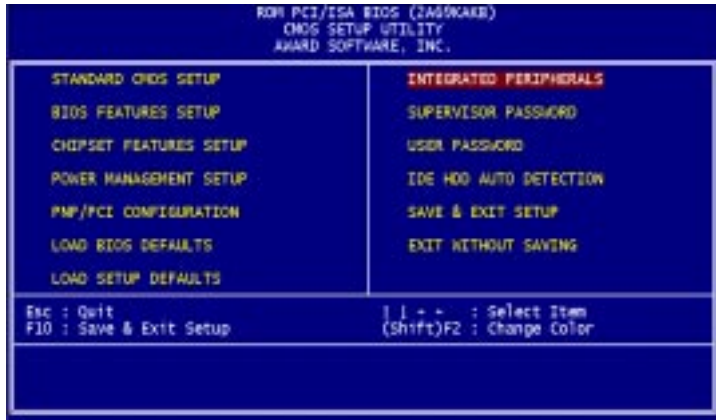 ROM PCI/ISA BIOS (2A69KAKB)
CMOS SETUP UTILITY
AWARD SOFTWARE, INC.
STANDARD CMOS SETUP
BIOS FEATURES SETUP
CHIPSET FEATURES SETUP
POWER MANAGEMENT SETUP
PNP/PCI CONFIGURATION
LOAD BIOS DEFAULTS
LOAD SETUP DEFAULTS
INTEGRATED PERIPHERALS
SUPERVISOR PASSWORD
USER PASSWORD
IDE HDD AUTO DETECTION
SAVE & EXIT SETUP
EXIT WITHOUT SAVING
Esc : Quit
F10 : Save & Exit Setup
: Select Item
(Shift)F2 : Change Color